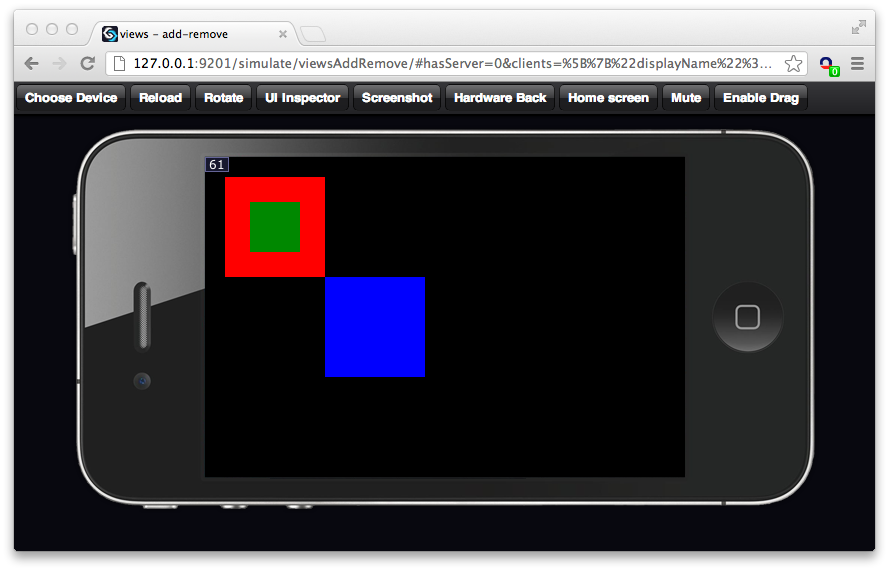 views – add-remove
127.0.0.1:9201/simulate/viewsAddRemove/#hasServer=0&clients=%5B%7B%22displayName%22%3...
0
Choose Device Reload Rotate UI Inspector Screenshot Hardware Back Home screen Mute Enable Drag
61